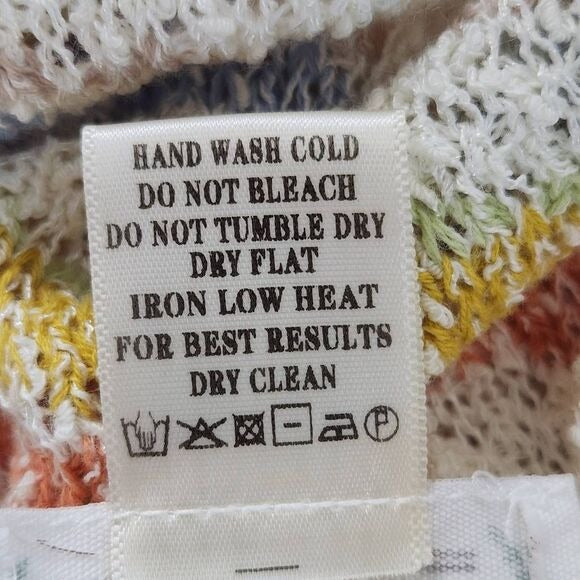 HAND WASH COLD
DO NOT BLEACH
DO NOT TUMBLE DRY
DRY FLAT
IRON LOW HEAT
FOR BEST RESULTS
DRY CLEAN
P